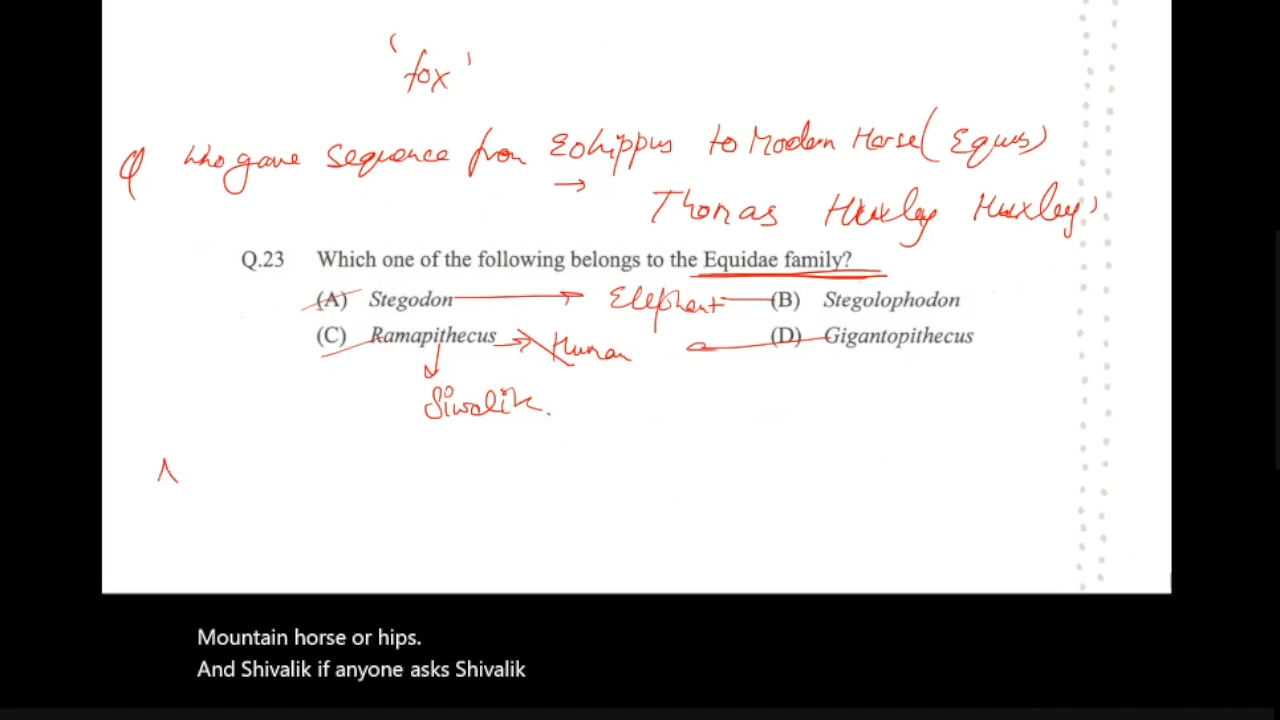 'fox'
Q who gave sequence from Eohippus to Modern Horse (Equus)
→ Thomas Huxley Huxley'
Q.23 Which one of the following belongs to the Equidae family?
(A) Stegodon → Elephant (B) Stegolophodon
(C) Ramapithecus → Human (D) Gigantopithecus
Siwalik.
Mountain horse or hips.
And Shivalik if anyone asks Shivalik